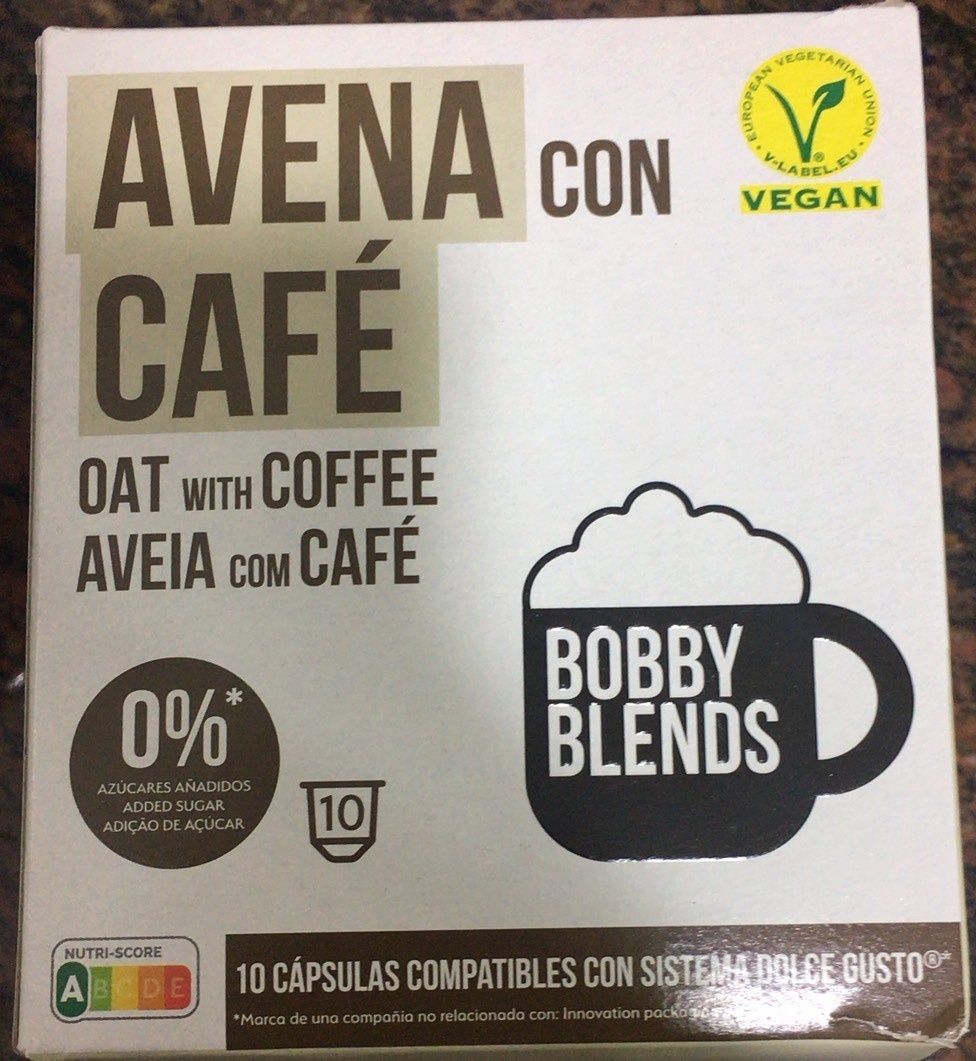 AVENA CON
CAFÉ
OAT WITH COFFEE
AVEIA COM CAFÉ
EUROPEAN VEGETARIAN UNION
V-LABEL.EU
VEGAN
BOBBY
BLENDS
0%*
AZÚCARES AÑADIDOS
ADDED SUGAR
ADIÇÃO DE AÇÚCAR
10
NUTRI-SCORE
A B C D E
10 CÁPSULAS COMPATIBLES CON SISTEMA DOLCE GUSTO®*
*Marca de una compañía no relacionada con: Innovation